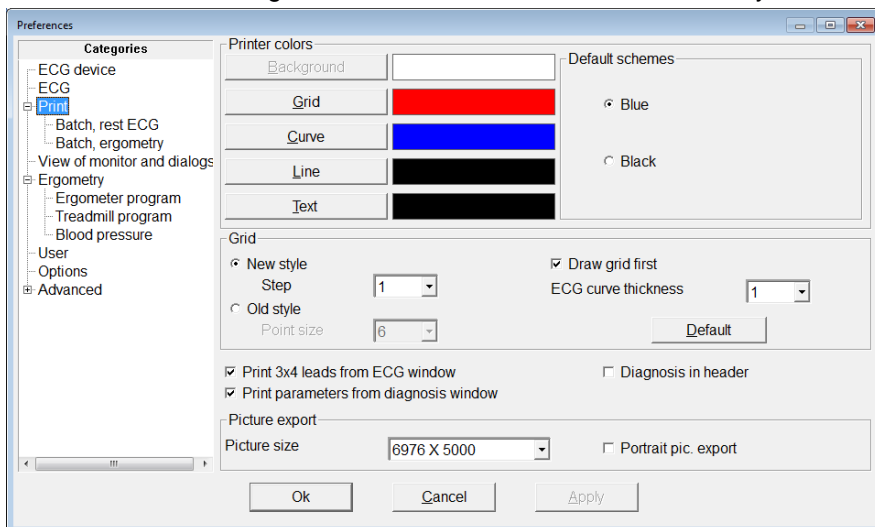 Preferences
Categories
ECG device
ECG
Print
Batch, rest ECG
Batch, ergometry
View of monitor and dialogs
Ergometry
Ergometer program
Treadmill program
Blood pressure
User
Options
Advanced
Printer colors
Background
Grid
Curve
Line
Text
Default schemes
Blue
Black
Grid
New style
Step 1
Old style
Point size 6
Draw grid first
ECG curve thickness 1
Default
Print 3x4 leads from ECG window
Diagnosis in header
Print parameters from diagnosis window
Picture export
Picture size 6976 X 5000
Portrait pic. export
Ok Cancel Apply